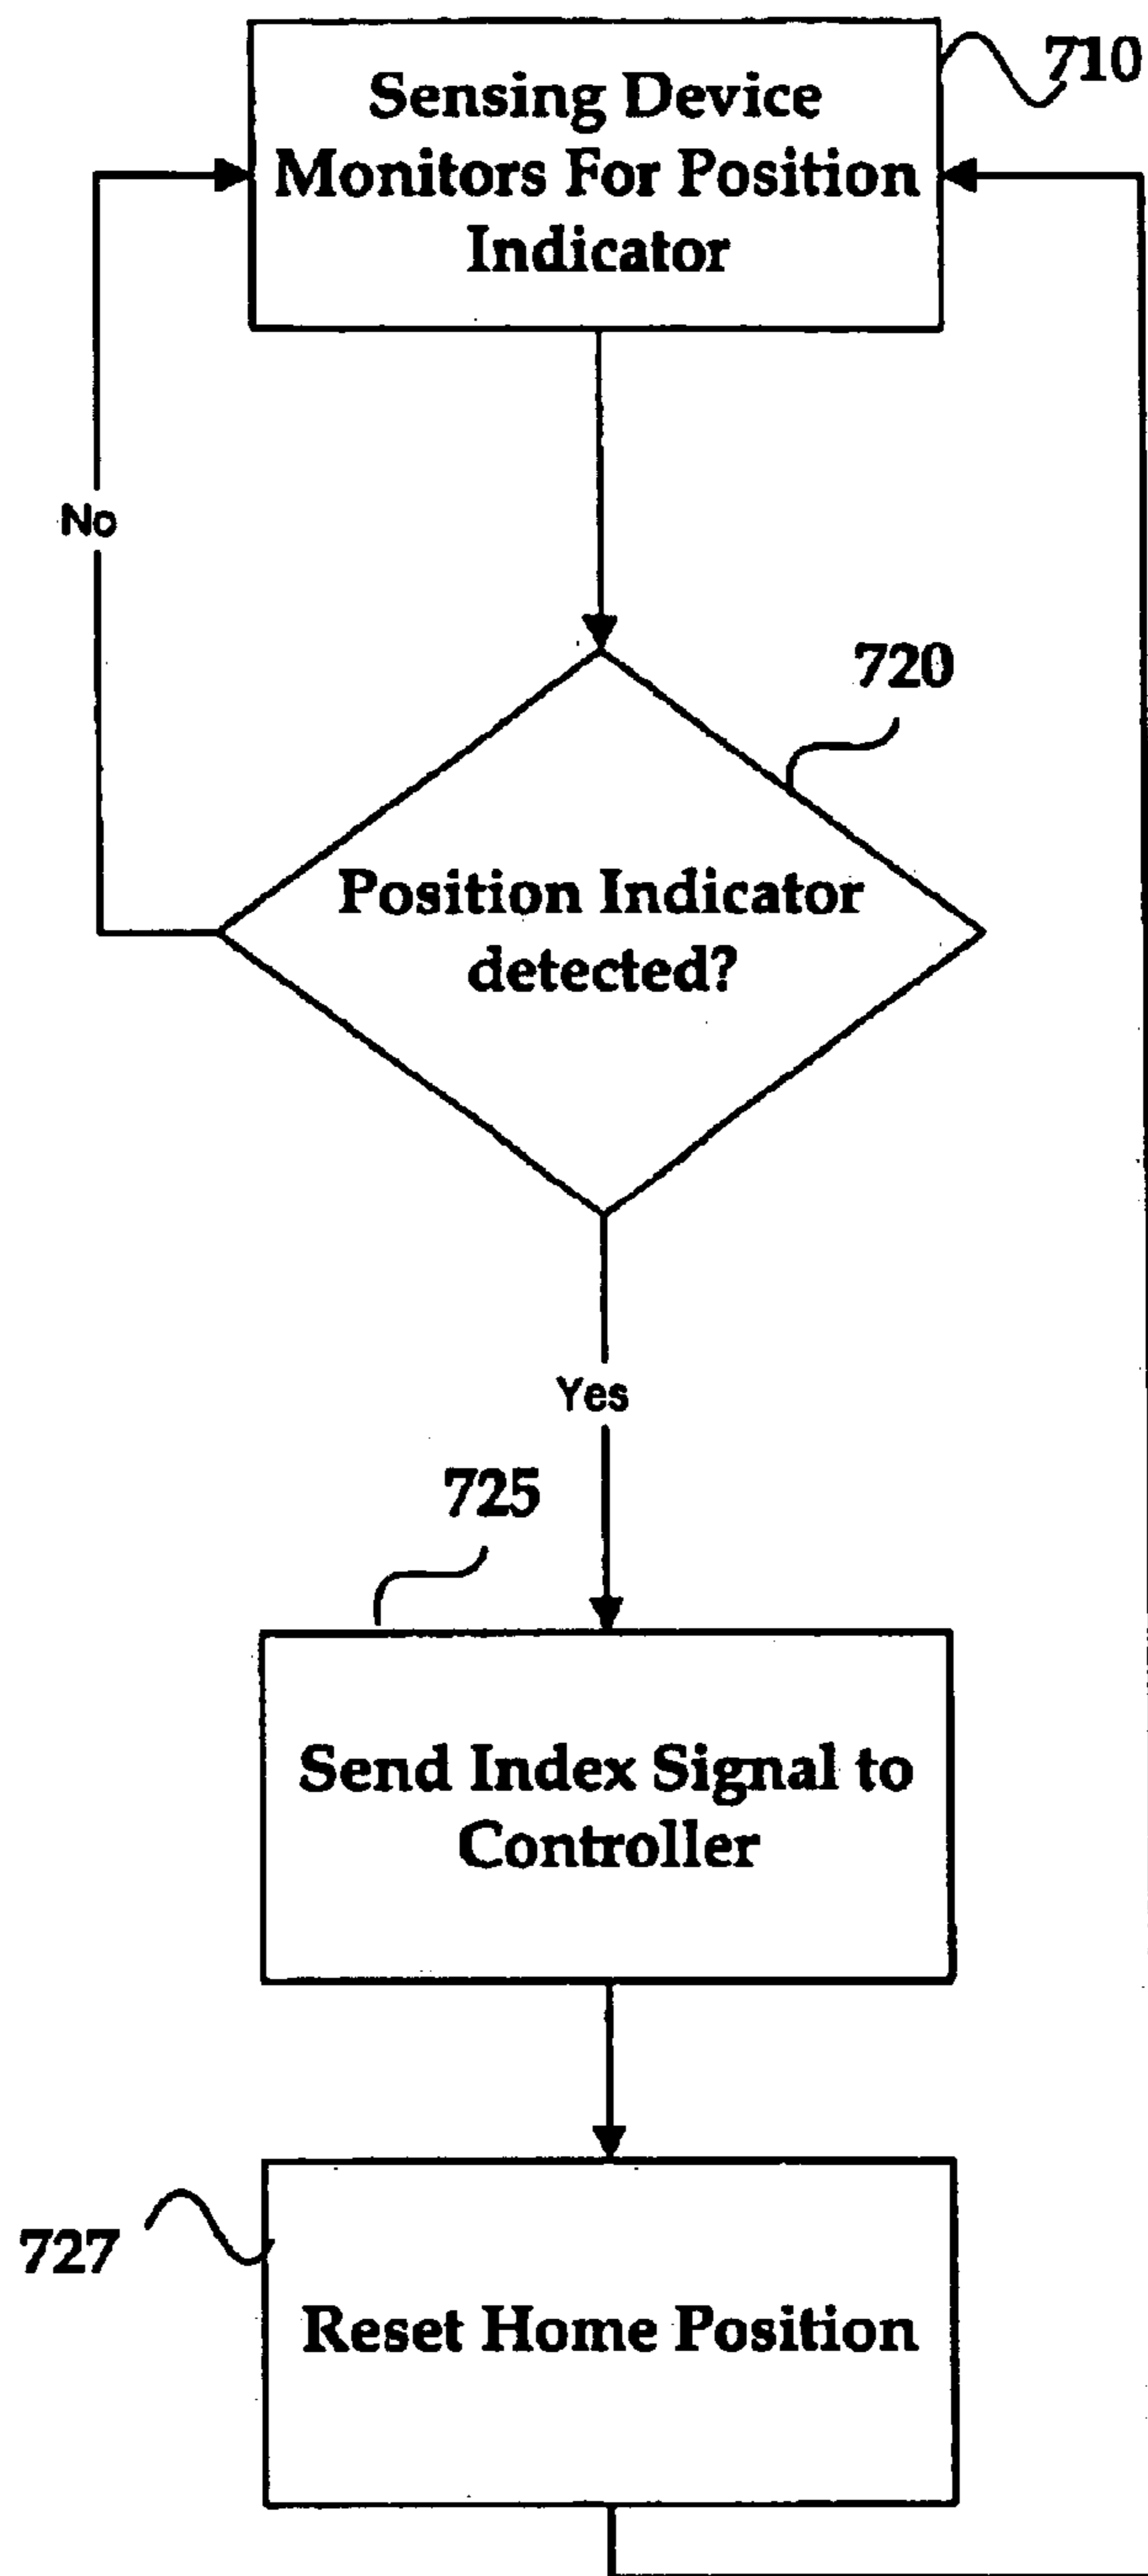 710
Sensing Device
Monitors For Position
Indicator
No
720
Position Indicator
detected?
Yes
725
Send Index Signal to
Controller
727
Reset Home Position